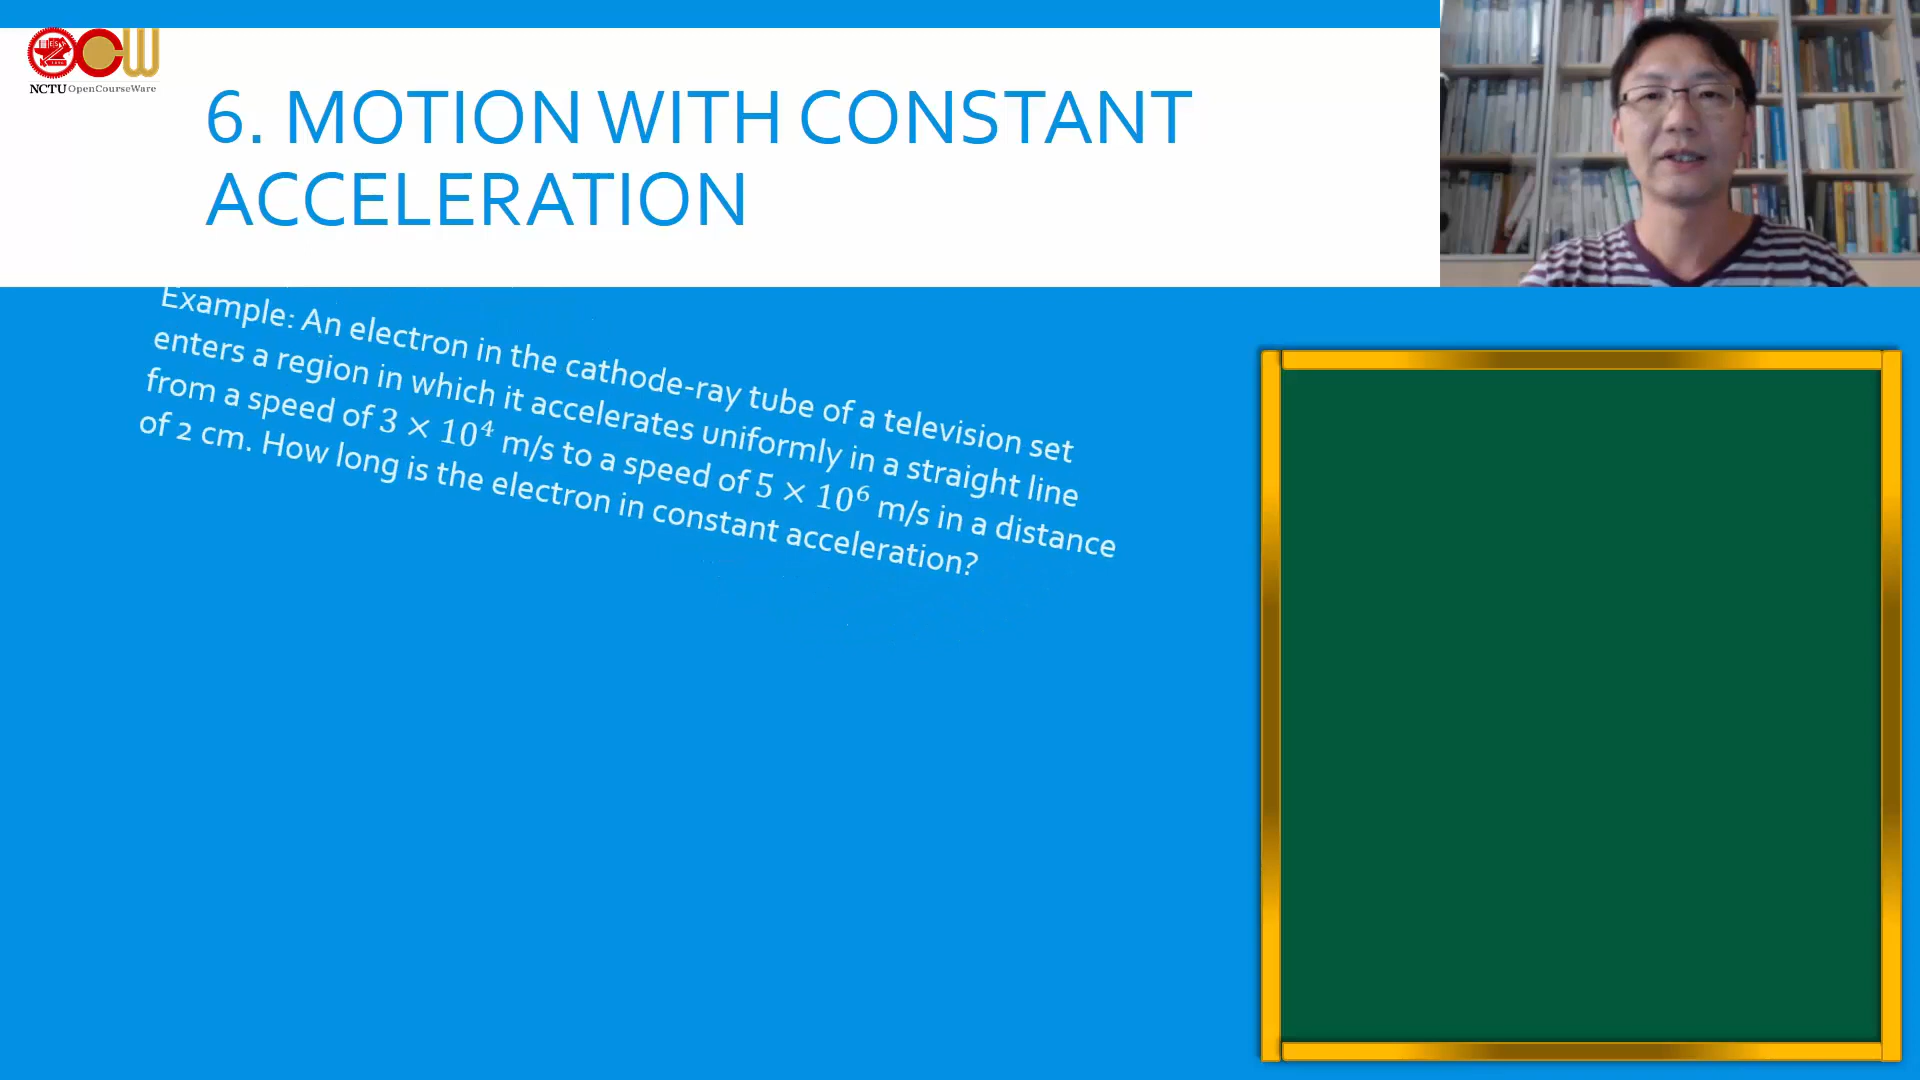 NCTU OpenCourseWare
6. MOTION WITH CONSTANT
ACCELERATION
Example: An electron in the cathode-ray tube of a television set
enters a region in which it accelerates uniformly in a straight line
from a speed of 3 × 10⁴ m/s to a speed of 5 × 10⁶ m/s in a distance
of 2 cm. How long is the electron in constant acceleration?